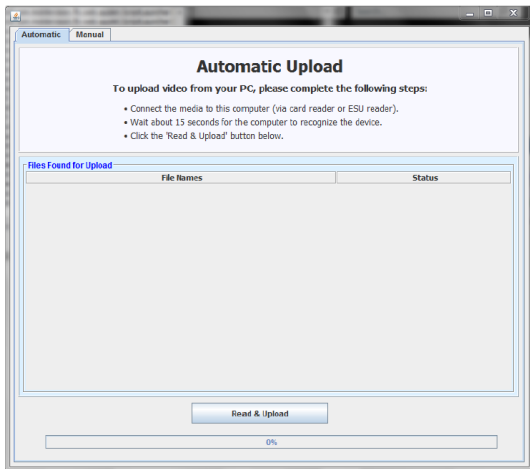 Automatic Manual
Automatic Upload
To upload video from your PC, please complete the following steps:
• Connect the media to this computer (via card reader or ESU reader).
• Wait about 15 seconds for the computer to recognize the device.
• Click the 'Read & Upload' button below.
Files Found for Upload
File Names Status
Read & Upload
0%